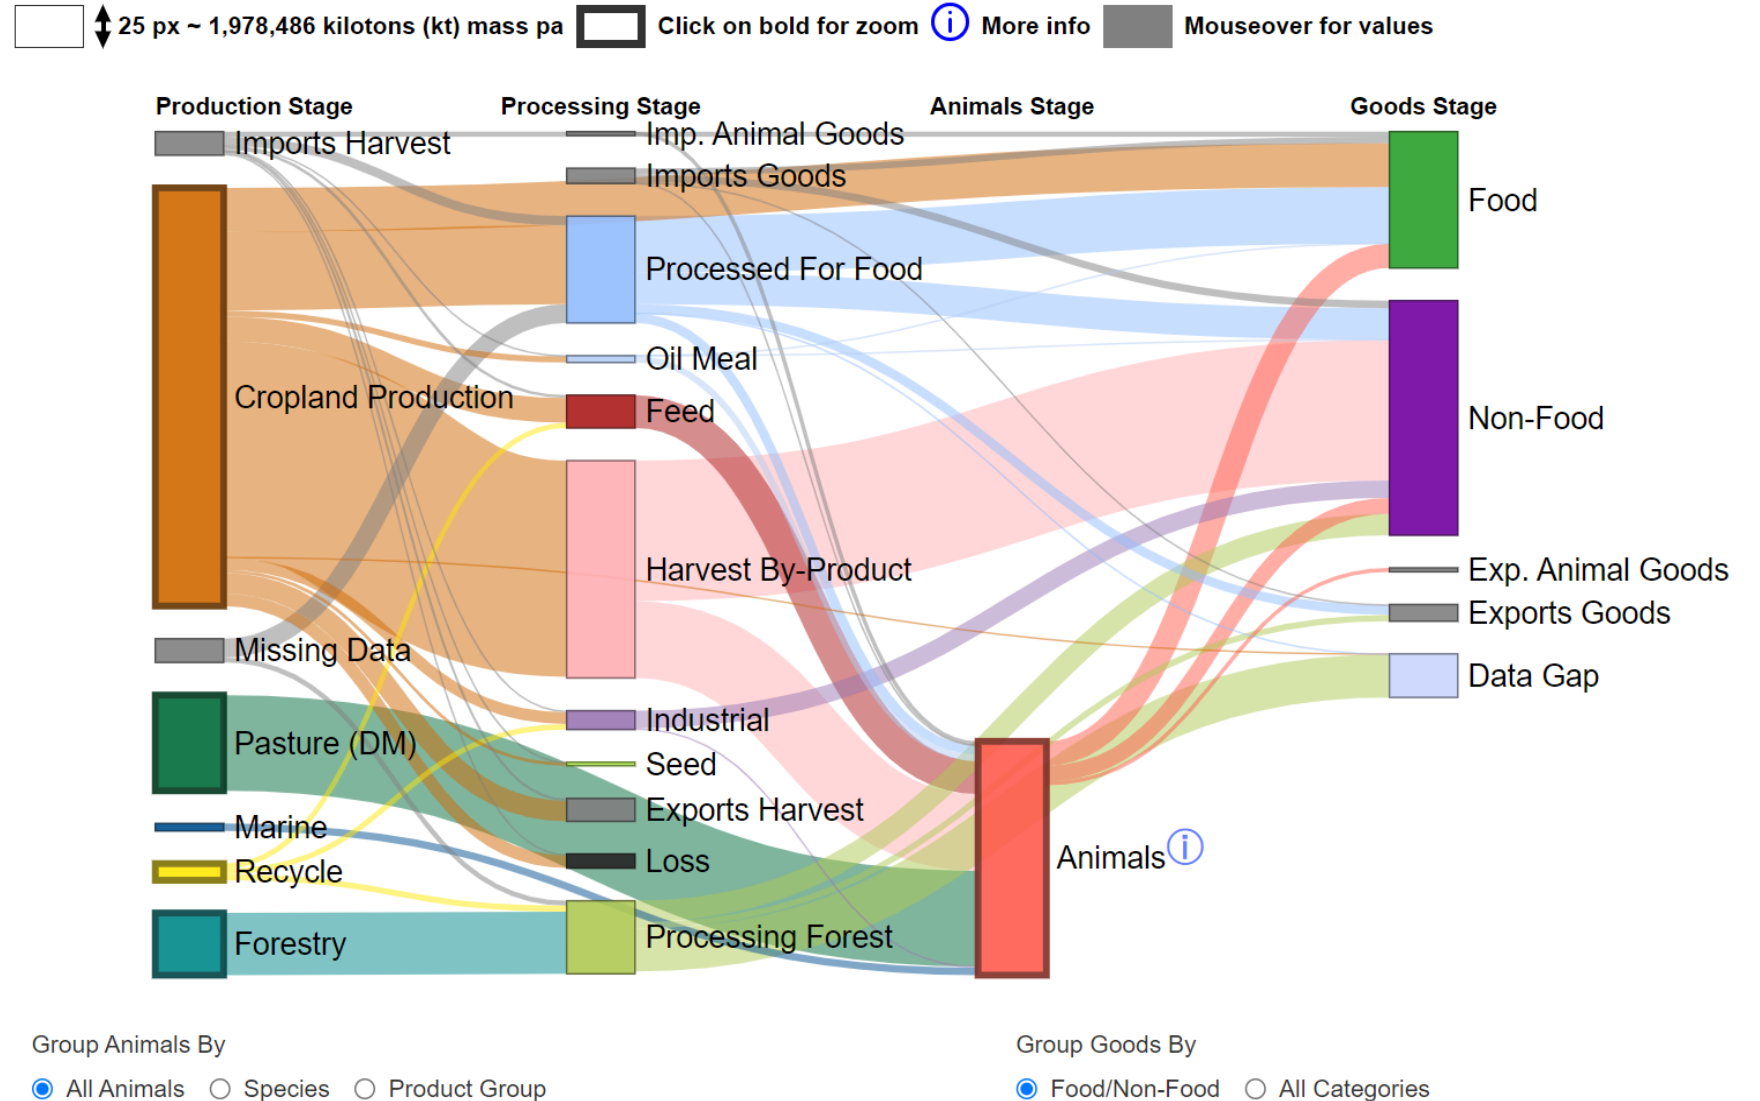 25 px ~ 1,978,486 kilotons (kt) mass pa Click on bold for zoom i More info Mouseover for values
Production Stage Processing Stage Animals Stage Goods Stage
Imports Harvest
Cropland Production
Missing Data
Pasture (DM)
Marine
Recycle
Forestry
Imp. Animal Goods
Imports Goods
Processed For Food
Oil Meal
Feed
Harvest By-Product
Industrial
Seed
Exports Harvest
Loss
Processing Forest
Animals i
Food
Non-Food
Exp. Animal Goods
Exports Goods
Data Gap
Group Animals By
All Animals Species Product Group
Group Goods By
Food/Non-Food All Categories